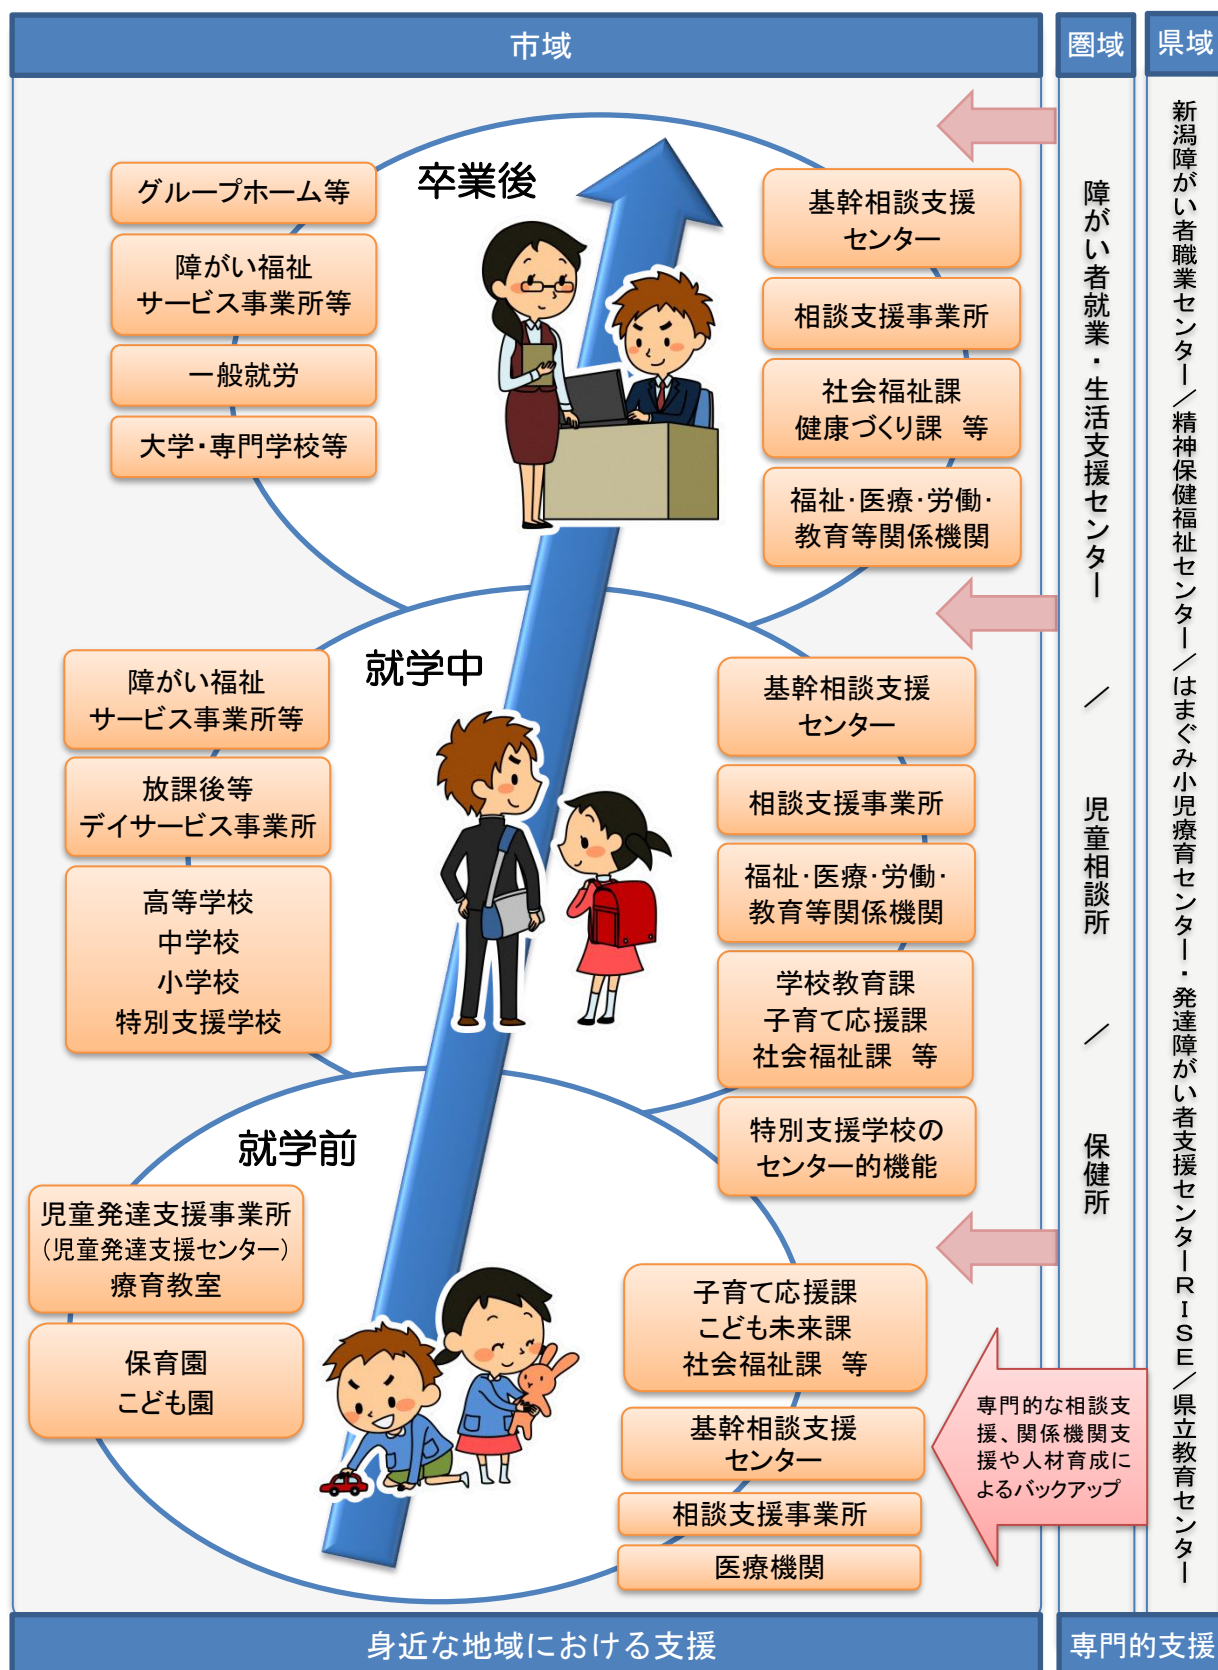 市域
圏域
県域
卒業後
グループホーム等
障がい福祉
サービス事業所等
一般就労
大学・専門学校等
基幹相談支援
センター
相談支援事業所
社会福祉課
健康づくり課　等
福祉・医療・労働・
教育等関係機関
就学中
障がい福祉
サービス事業所等
放課後等
デイサービス事業所
高等学校
中学校
小学校
特別支援学校
基幹相談支援
センター
相談支援事業所
福祉・医療・労働・
教育等関係機関
学校教育課
子育て応援課
社会福祉課　等
特別支援学校の
センター的機能
就学前
児童発達支援事業所
（児童発達支援センター）
療育教室
保育園
こども園
子育て応援課
こども未来課
社会福祉課 等
基幹相談支援
センター
相談支援事業所
医療機関
専門的な相談支
援、関係機関支
援や人材育成に
よるバックアップ
障がい者就業・生活支援センター　／　児童相談所　／　保健所
新潟障がい者職業センター／精神保健福祉センター／はまぐみ小児療育センター・発達障がい者支援センターＲＩＳＥ／県立教育センター
身近な地域における支援
専門的支援